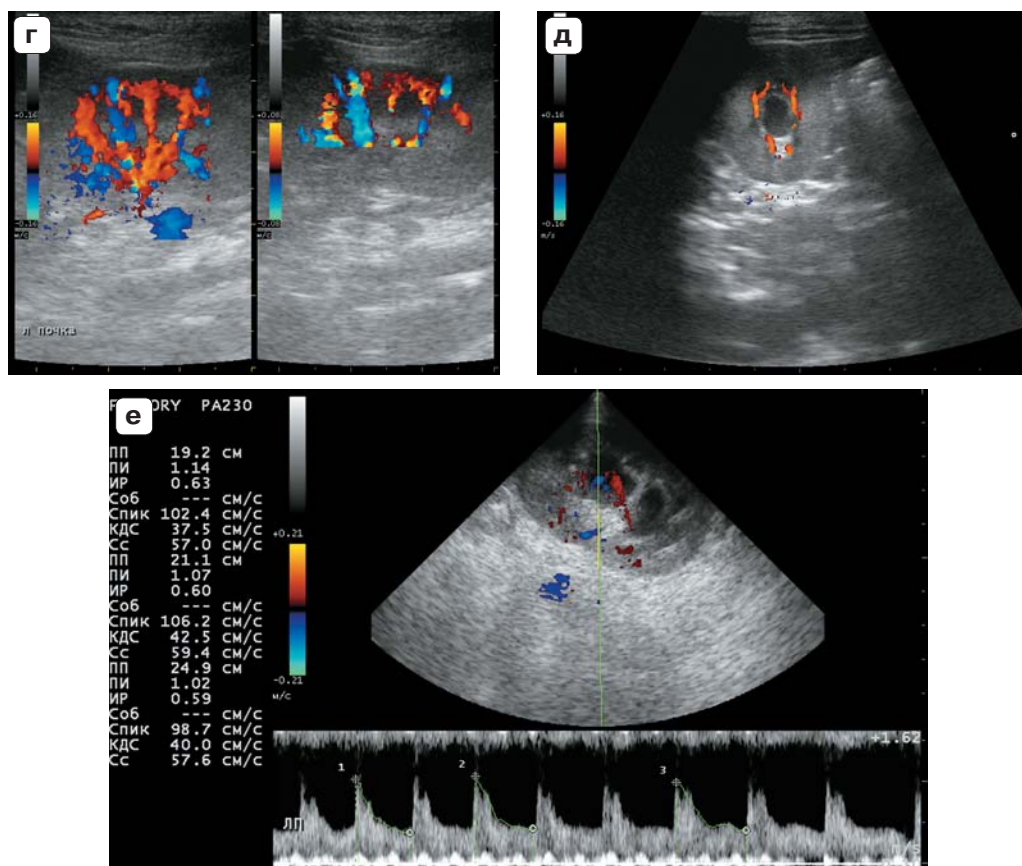 г
+0.16
-0.16
м/с
Л ПОЧКА
+0.08
-0.08
м/с
д
+0.16
-0.16
m/s
е
ORY PA230
ПП 19.2 см
ПИ 1.14
ИР 0.63
Соб --- см/с
Спик 102.4 см/с
КДС 37.5 см/с
Сс 57.0 см/с
ПП 21.1 см
ПИ 1.07
ИР 0.60
Соб --- см/с
Спик 106.2 см/с
КДС 42.5 см/с
Сс 59.4 см/с
ПП 24.9 см
ПИ 1.02
ИР 0.59
Соб --- см/с
Спик 98.7 см/с
КДС 40.0 см/с
Сс 57.6 см/с
+0.21
-0.21
м/с
+1.62
1 2 3
ЛП